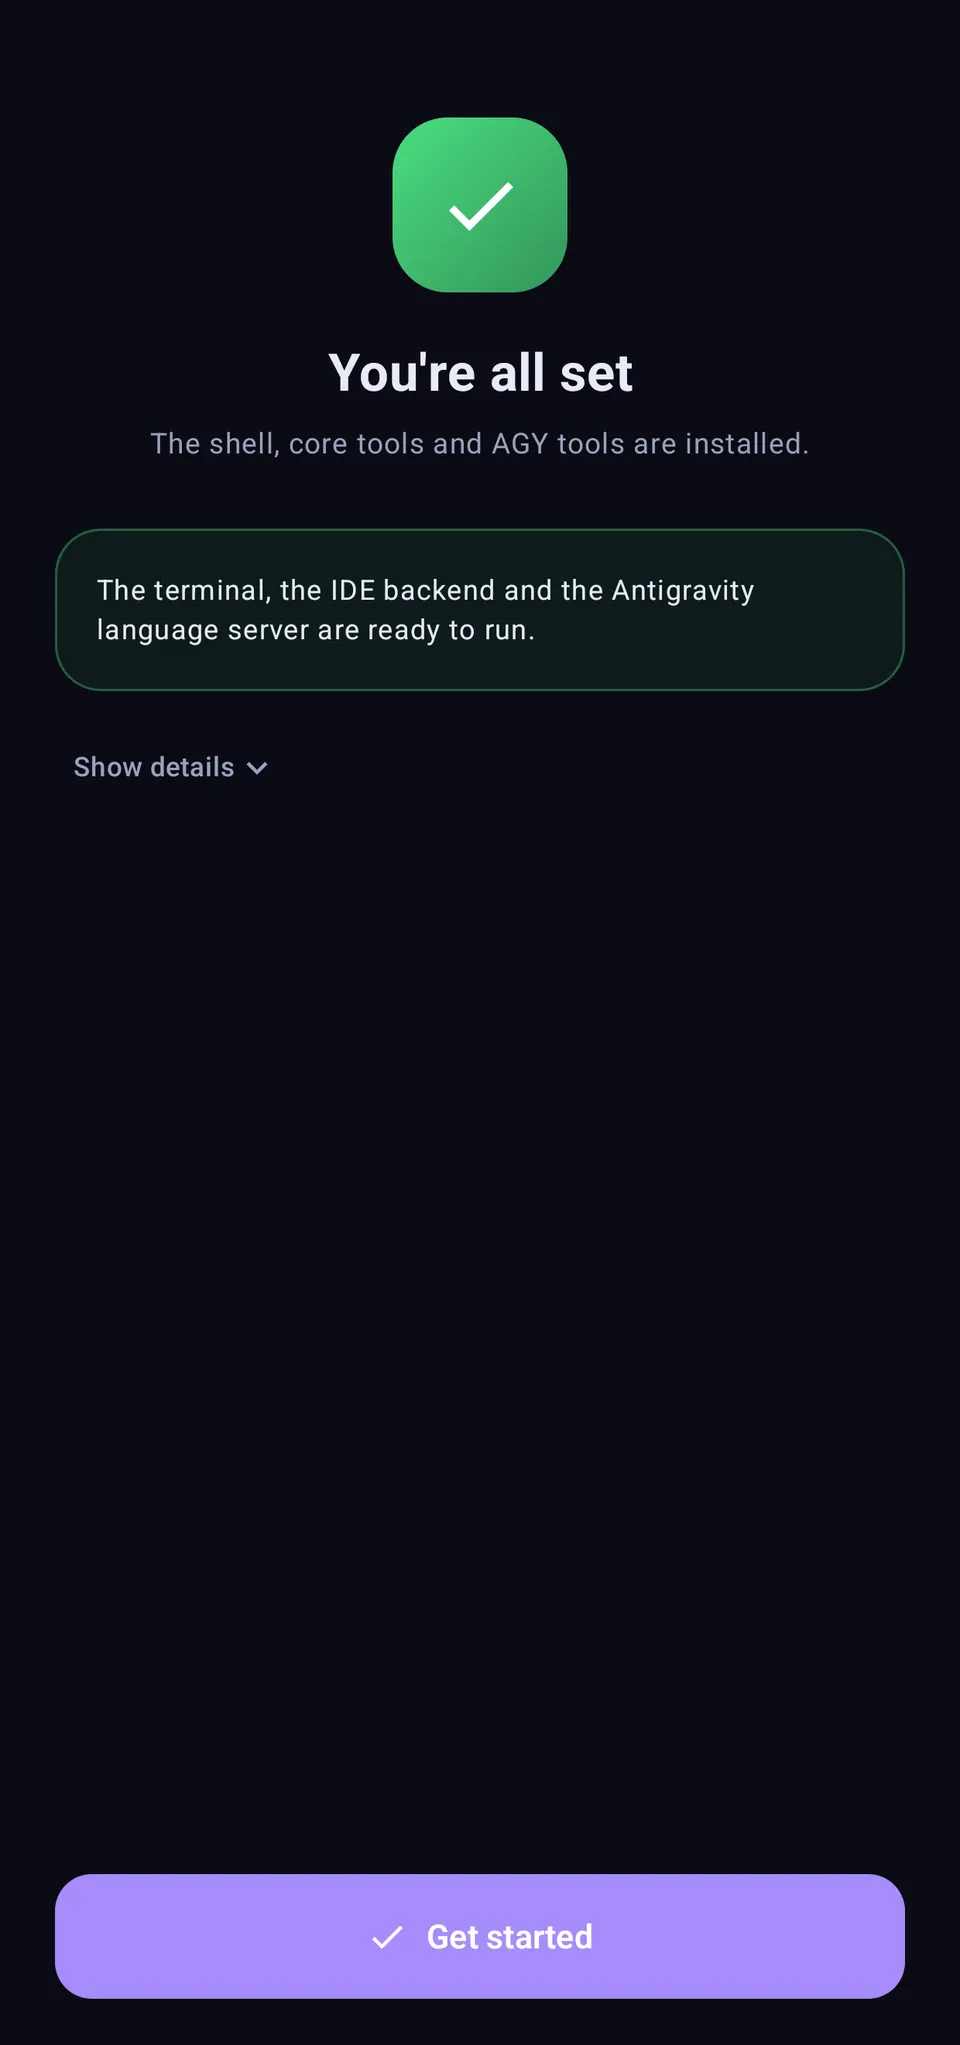 You're all set
The shell, core tools and AGY tools are installed.
The terminal, the IDE backend and the Antigravity
language server are ready to run.
Show details
Get started